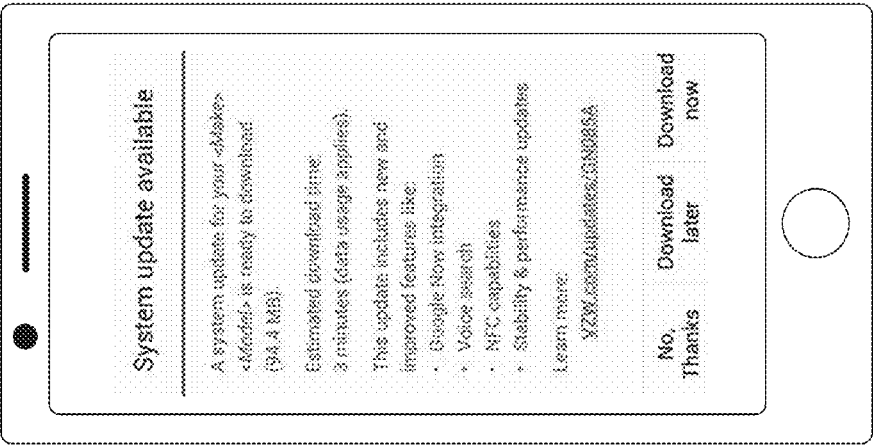 System update available
A system update for your <Make>
<Model> is ready to download
(94.4 MB)
Estimated download time:
3 minutes (data usage applies).
This update includes new and
improved features like:
• Google Now integration
• Voice search
• NFC capabilities
• Stability & performance updates
Learn more:
No,
Thanks
Download
later
Download
now